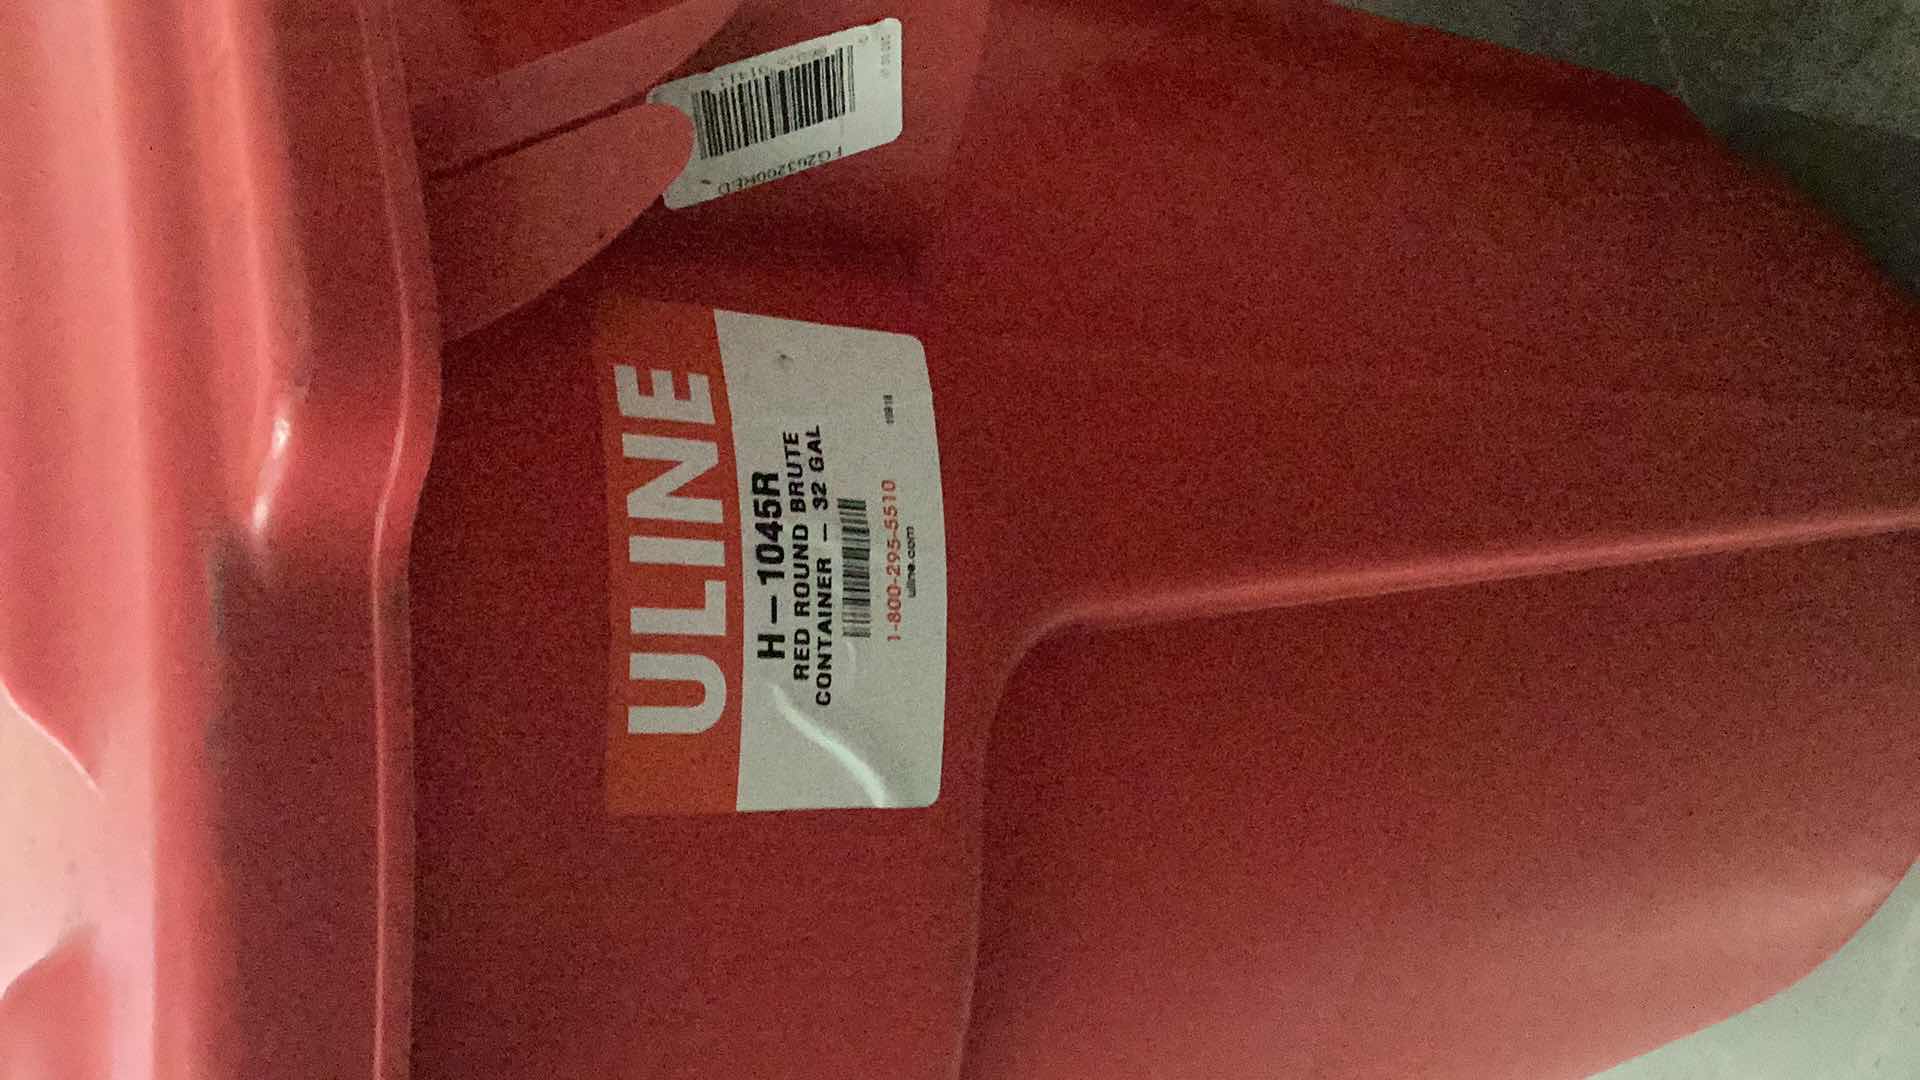 ULINE
H-1045R
RED ROUND BRUTE
CONTAINER - 32 GAL
1-800-295-5510
uline.com
FG263200RED